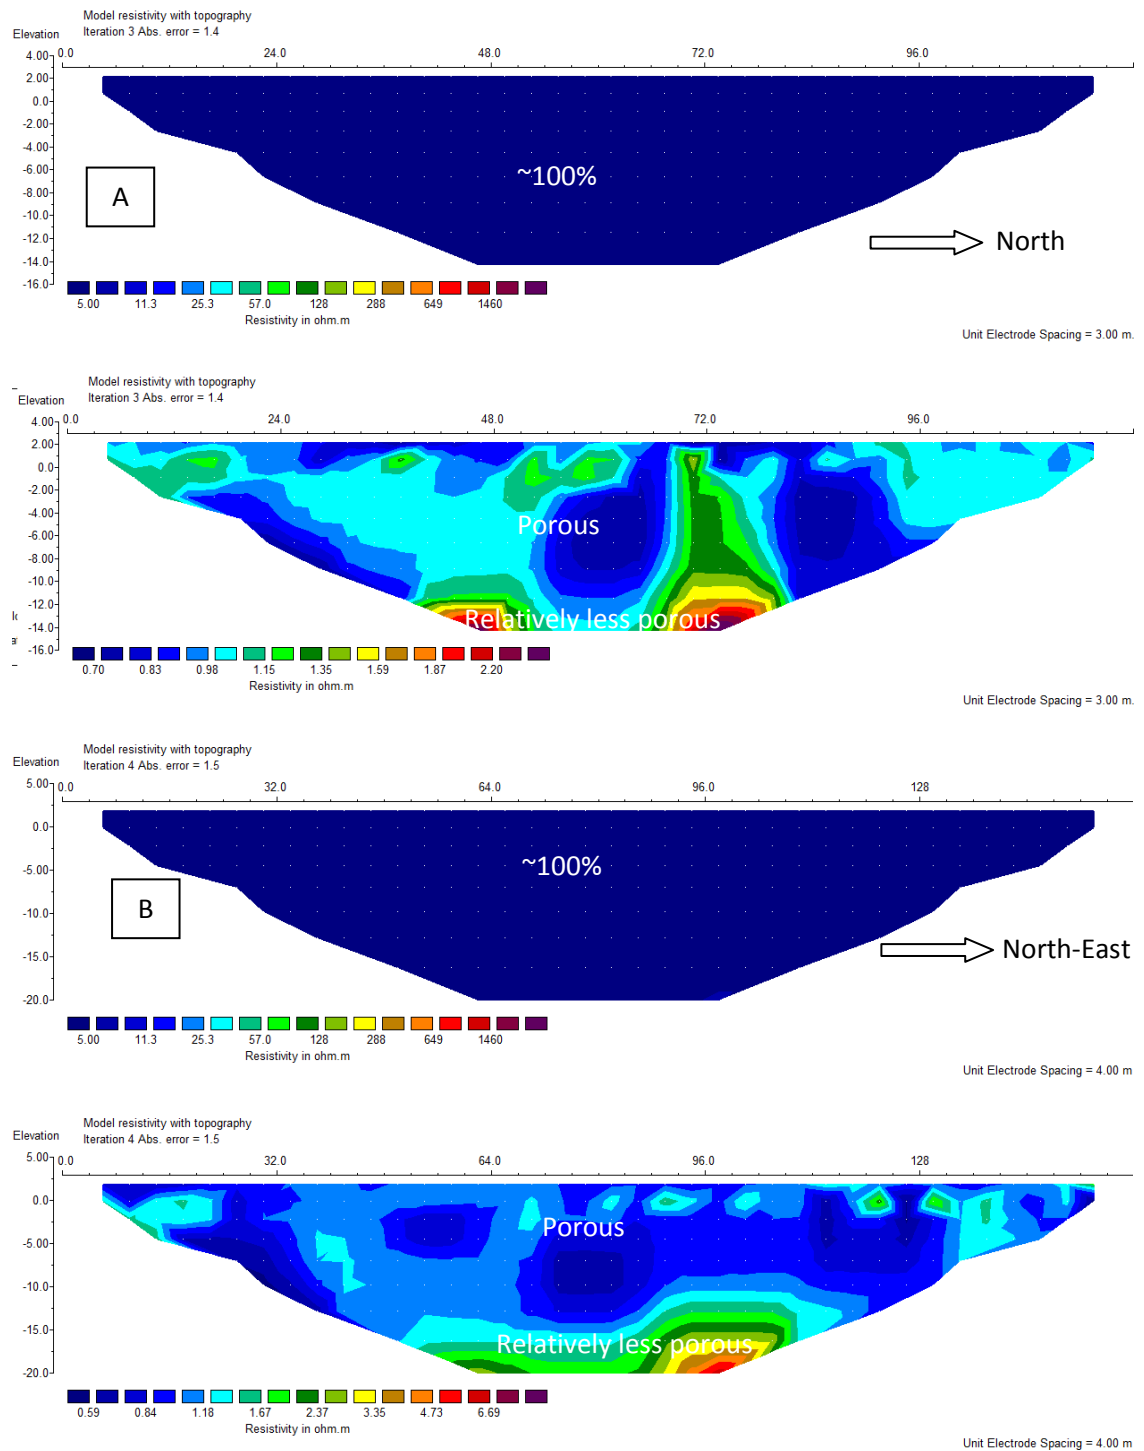 Model resistivity with topography
Iteration 3 Abs. error = 1.4
Elevation
0.0 24.0 48.0 72.0 96.0
4.00
2.00
0.0
-2.00
-4.00
-6.00
-8.00
-10.0
-12.0
-14.0
-16.0
~100%
A
North
5.00 11.3 25.3 57.0 128 288 649 1460
Resistivity in ohm.m
Unit Electrode Spacing = 3.00 m.
Model resistivity with topography
Iteration 3 Abs. error = 1.4
Elevation
0.0 24.0 48.0 72.0 96.0
4.00
2.00
0.0
-2.00
-4.00
-6.00
-8.00
-10.0
-12.0
-14.0
-16.0
Porous
Relatively less porous
0.70 0.83 0.98 1.15 1.35 1.59 1.87 2.20
Resistivity in ohm.m
Unit Electrode Spacing = 3.00 m.
Model resistivity with topography
Iteration 4 Abs. error = 1.5
Elevation
0.0 32.0 64.0 96.0 128
5.00
0.0
-5.00
-10.0
-15.0
-20.0
~100%
B
North-East
5.00 11.3 25.3 57.0 128 288 649 1460
Resistivity in ohm.m
Unit Electrode Spacing = 4.00 m
Model resistivity with topography
Iteration 4 Abs. error = 1.5
Elevation
0.0 32.0 64.0 96.0 128
5.00
0.0
-5.00
-10.0
-15.0
-20.0
Porous
Relatively less porous
0.59 0.84 1.18 1.67 2.37 3.35 4.73 6.69
Resistivity in ohm.m
Unit Electrode Spacing = 4.00 m